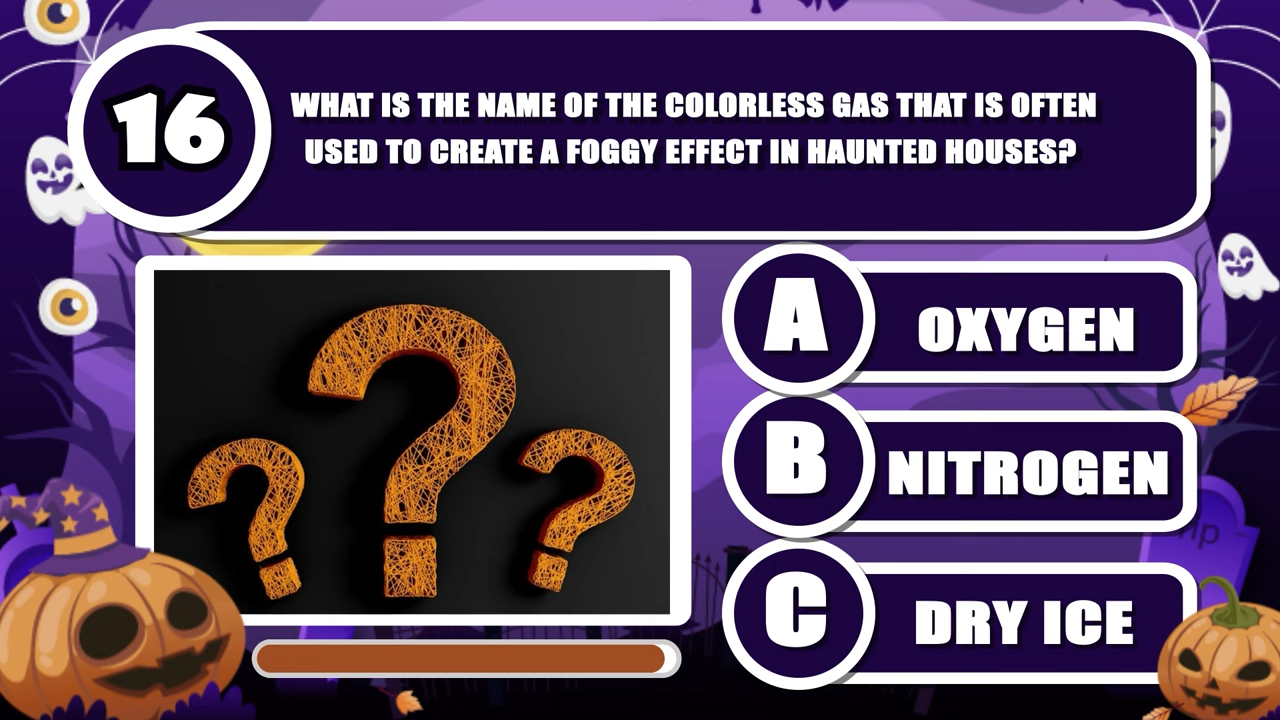 16
WHAT IS THE NAME OF THE COLORLESS GAS THAT IS OFTEN
USED TO CREATE A FOGGY EFFECT IN HAUNTED HOUSES?
A
OXYGEN
B
NITROGEN
C
DRY ICE